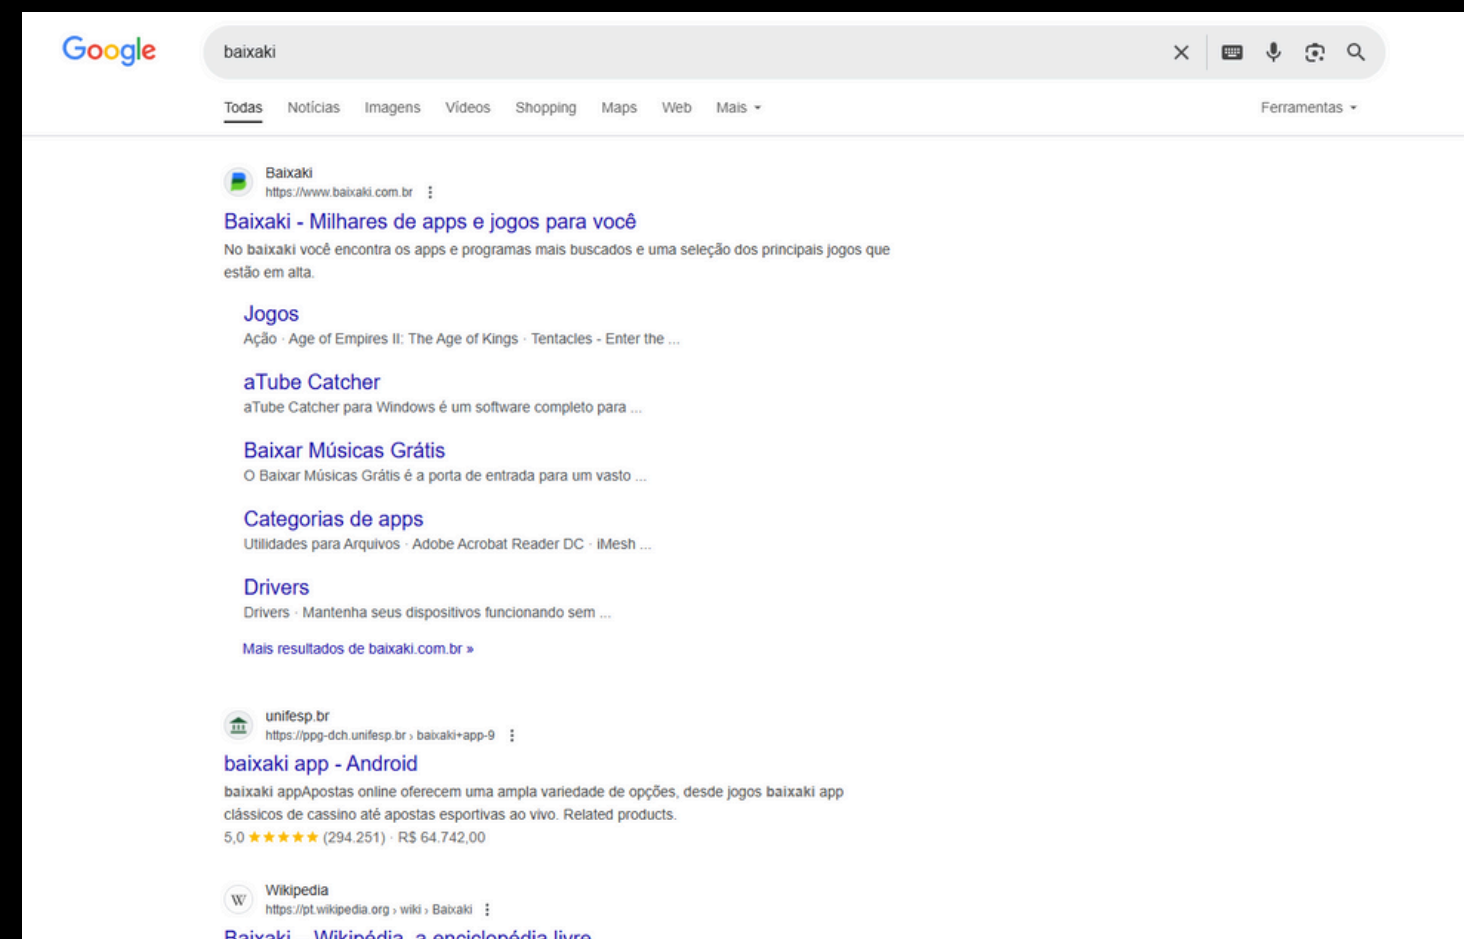 Google
baixaki
Todas Notícias Imagens Vídeos Shopping Maps Web Mais Ferramentas
Baixaki
https://www.baixaki.com.br
Baixaki - Milhares de apps e jogos para você
No baixaki você encontra os apps e programas mais buscados e uma seleção dos principais jogos que
estão em alta.
Jogos
Ação · Age of Empires II: The Age of Kings · Tentacles - Enter the ...
aTube Catcher
aTube Catcher para Windows é um software completo para ...
Baixar Músicas Grátis
O Baixar Músicas Grátis é a porta de entrada para um vasto ...
Categorias de apps
Utilidades para Arquivos · Adobe Acrobat Reader DC · iMesh ...
Drivers
Drivers · Mantenha seus dispositivos funcionando sem ...
Mais resultados de baixaki.com.br »
unifesp.br
https://ppg-dch.unifesp.br › baixaki+app-9
baixaki app - Android
baixaki appApostas online oferecem uma ampla variedade de opções, desde jogos baixaki app
clássicos de cassino até apostas esportivas ao vivo. Related products.
5,0 ★★★★★ (294.251) · R$ 64.742,00
W
Wikipedia
https://pt.wikipedia.org › wiki › Baixaki
Baixaki – Wikipédia, a enciclopédia livre